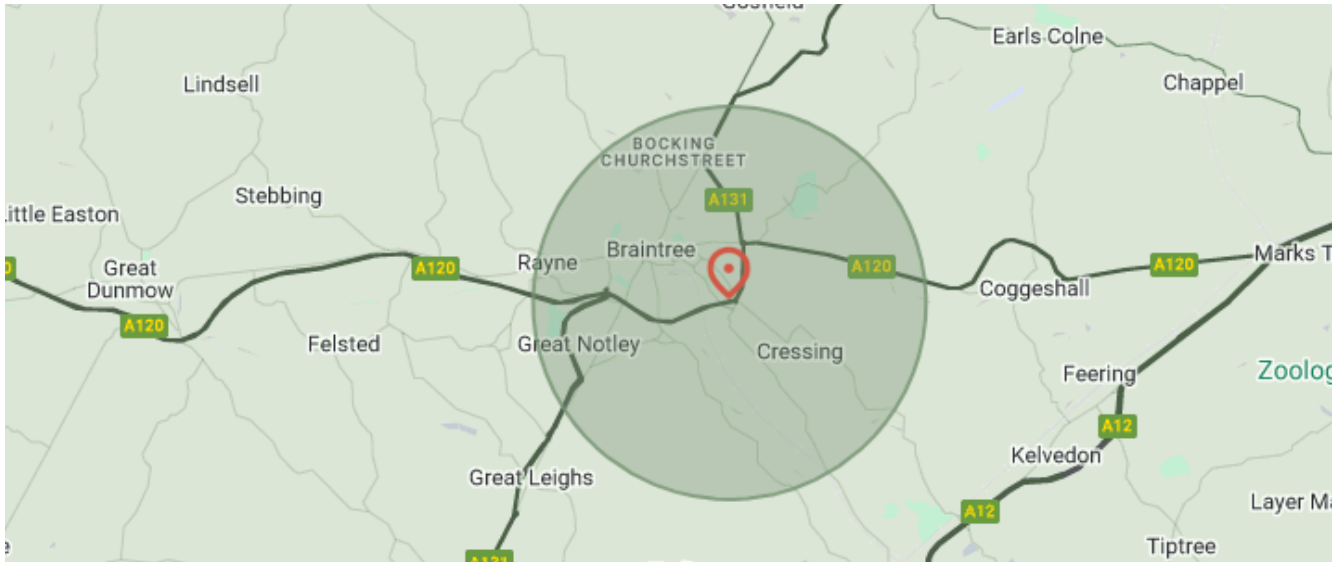 Gosfield
Earls Colne
Lindsell
Chappel
BOCKING
CHURCHSTREET
Stebbing
A131
Little Easton
Braintree
Rayne
Great
Dunmow
A120
A120
A120
Marks T
Coggeshall
A120
Felsted
Great Notley
Cressing
Feering
Zoolog
A12
Kelvedon
Great Leighs
A12
Layer Ma
Tiptree
A131